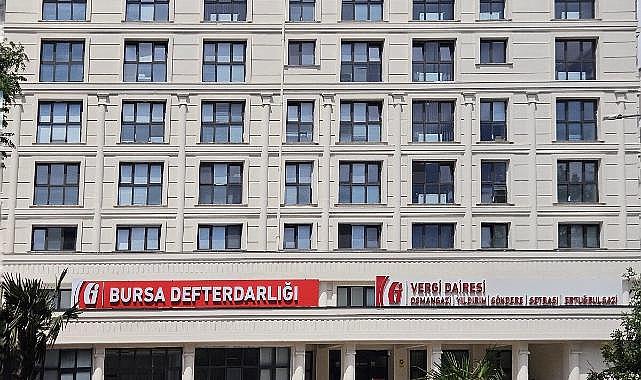 BURSA DEFTERDARLIĞI
VERGİ DAİRESİ
OSMANGAZİ | YILDIRIM | GÖKDERE | SETBAŞI | ERTUĞRULGAZİ